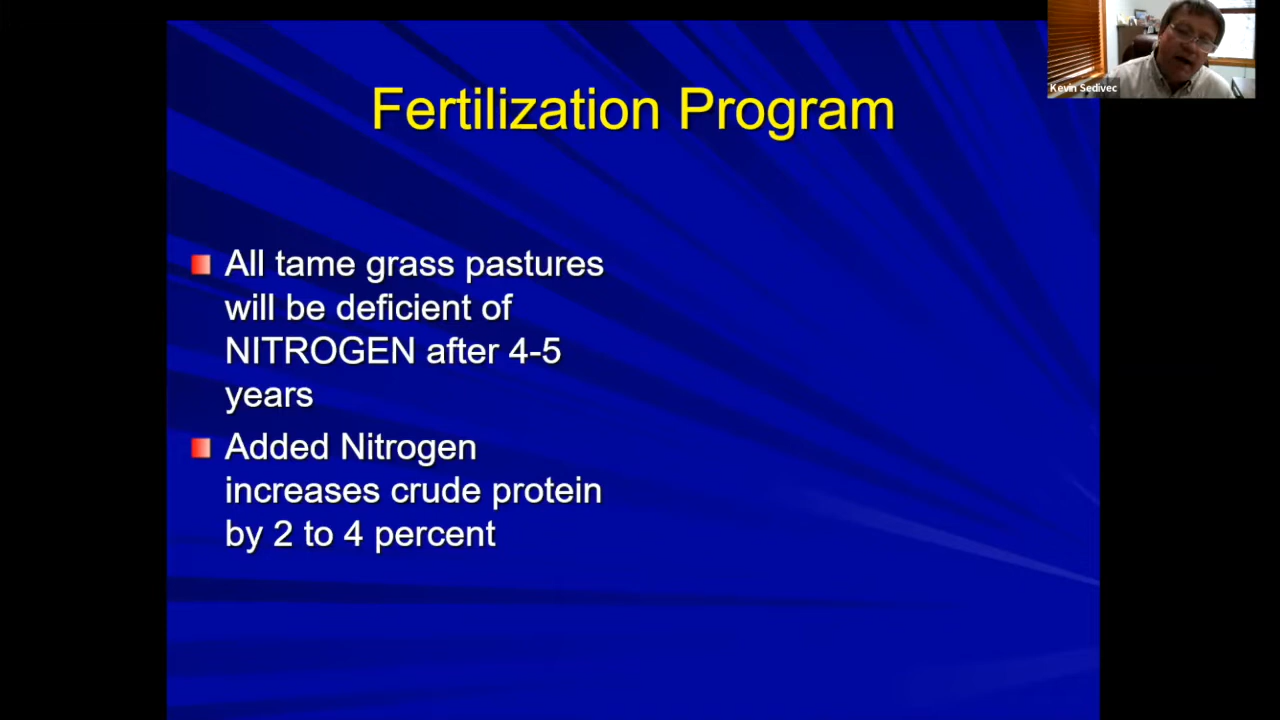 Fertilization Program
Kevin Sedivec
All tame grass pastures
will be deficient of
NITROGEN after 4-5
years
Added Nitrogen
increases crude protein
by 2 to 4 percent